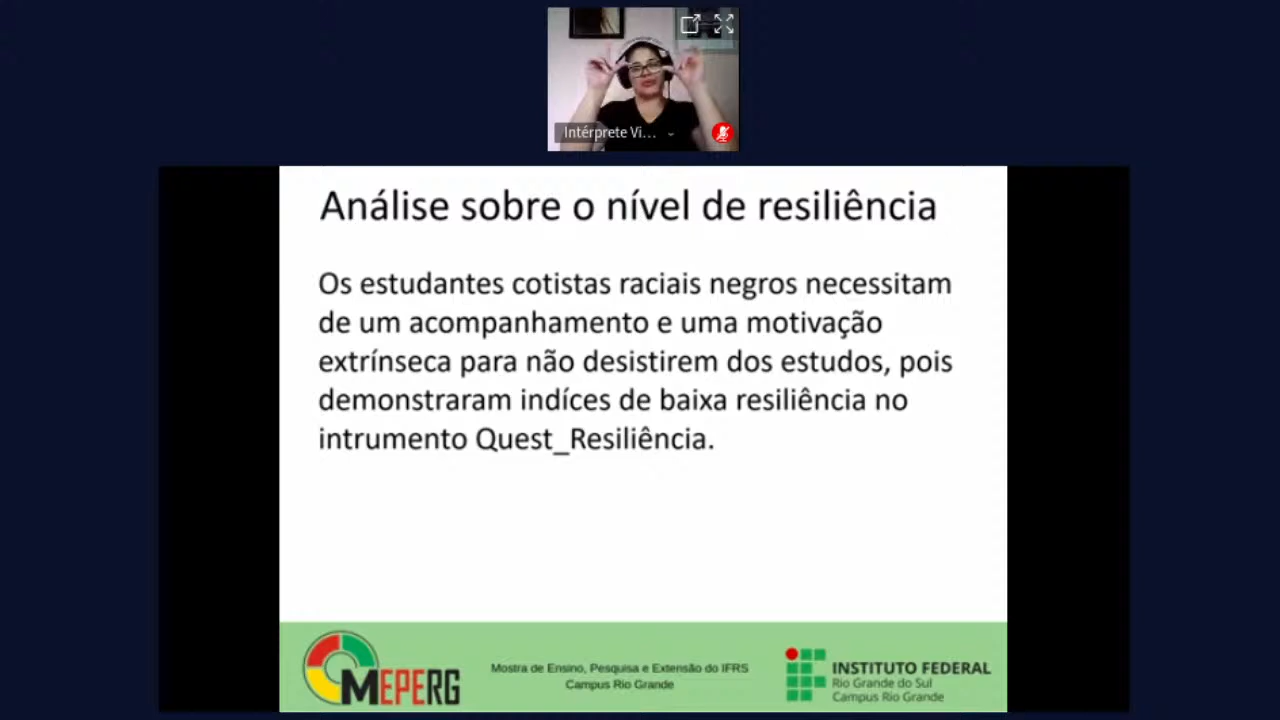 Intérprete Vi...
Análise sobre o nível de resiliência
Os estudantes cotistas raciais negros necessitam
de um acompanhamento e uma motivação
extrínseca para não desistirem dos estudos, pois
demonstraram indíces de baixa resiliência no
intrumento Quest_Resiliência.
MEPERG
Mostra de Ensino, Pesquisa e Extensão do IFRS
Campus Rio Grande
INSTITUTO FEDERAL
Rio Grande do Sul
Campus Rio Grande